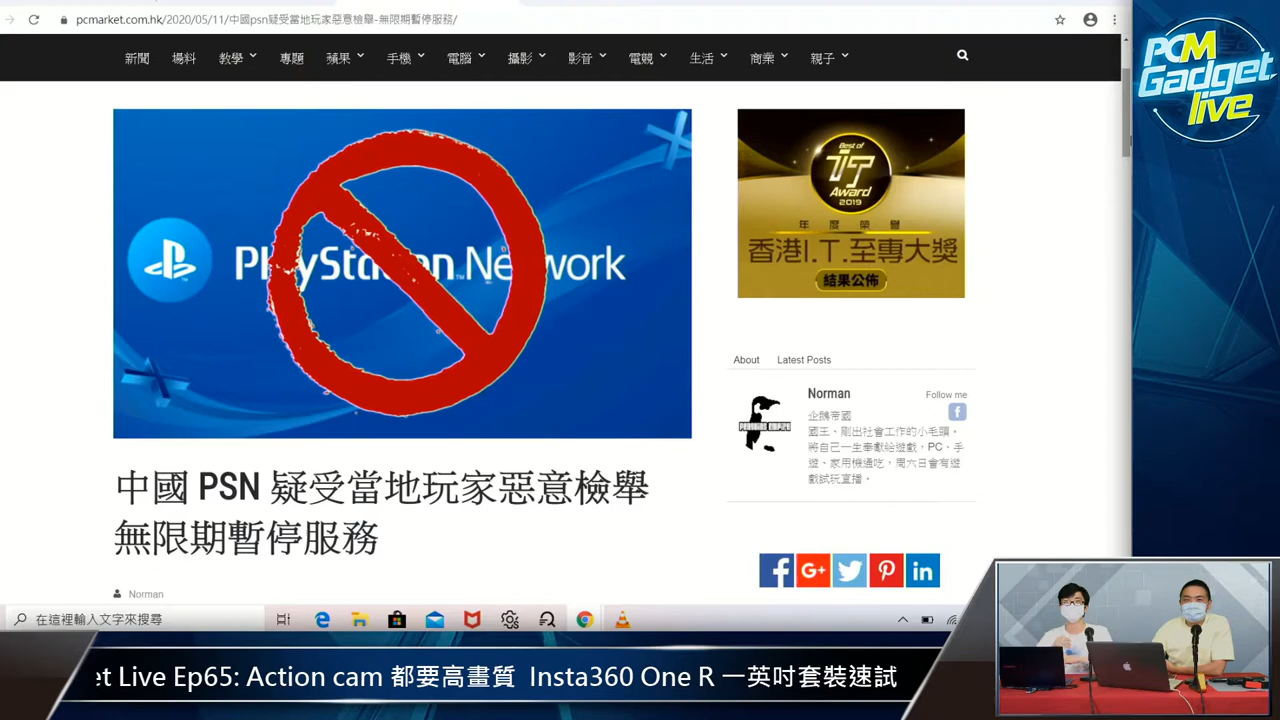 pcmarket.com.hk/2020/05/11/中國psn疑受當地玩家惡意檢舉-無限期暫停服務/
新聞 場料 教學 專題 蘋果 手機 電腦 攝影 影音 電競 生活 商業 親子
PCM
Gadget
live
PlayStation Network
Best of
IT
Award
2019
年度榮譽
香港I.T.至專大獎
結果公佈
About Latest Posts
Norman
Follow me
企鵝帝國
國王、剛出社會工作的小毛頭。
將自己一生奉獻給遊戲，PC、手
遊、家用機通吃，周六日會有遊
戲試玩直播。
中國 PSN 疑受當地玩家惡意檢舉
無限期暫停服務
Norman
在這裡輸入文字來搜尋
et Live Ep65: Action cam 都要高畫質 Insta360 One R 一英吋套裝速試